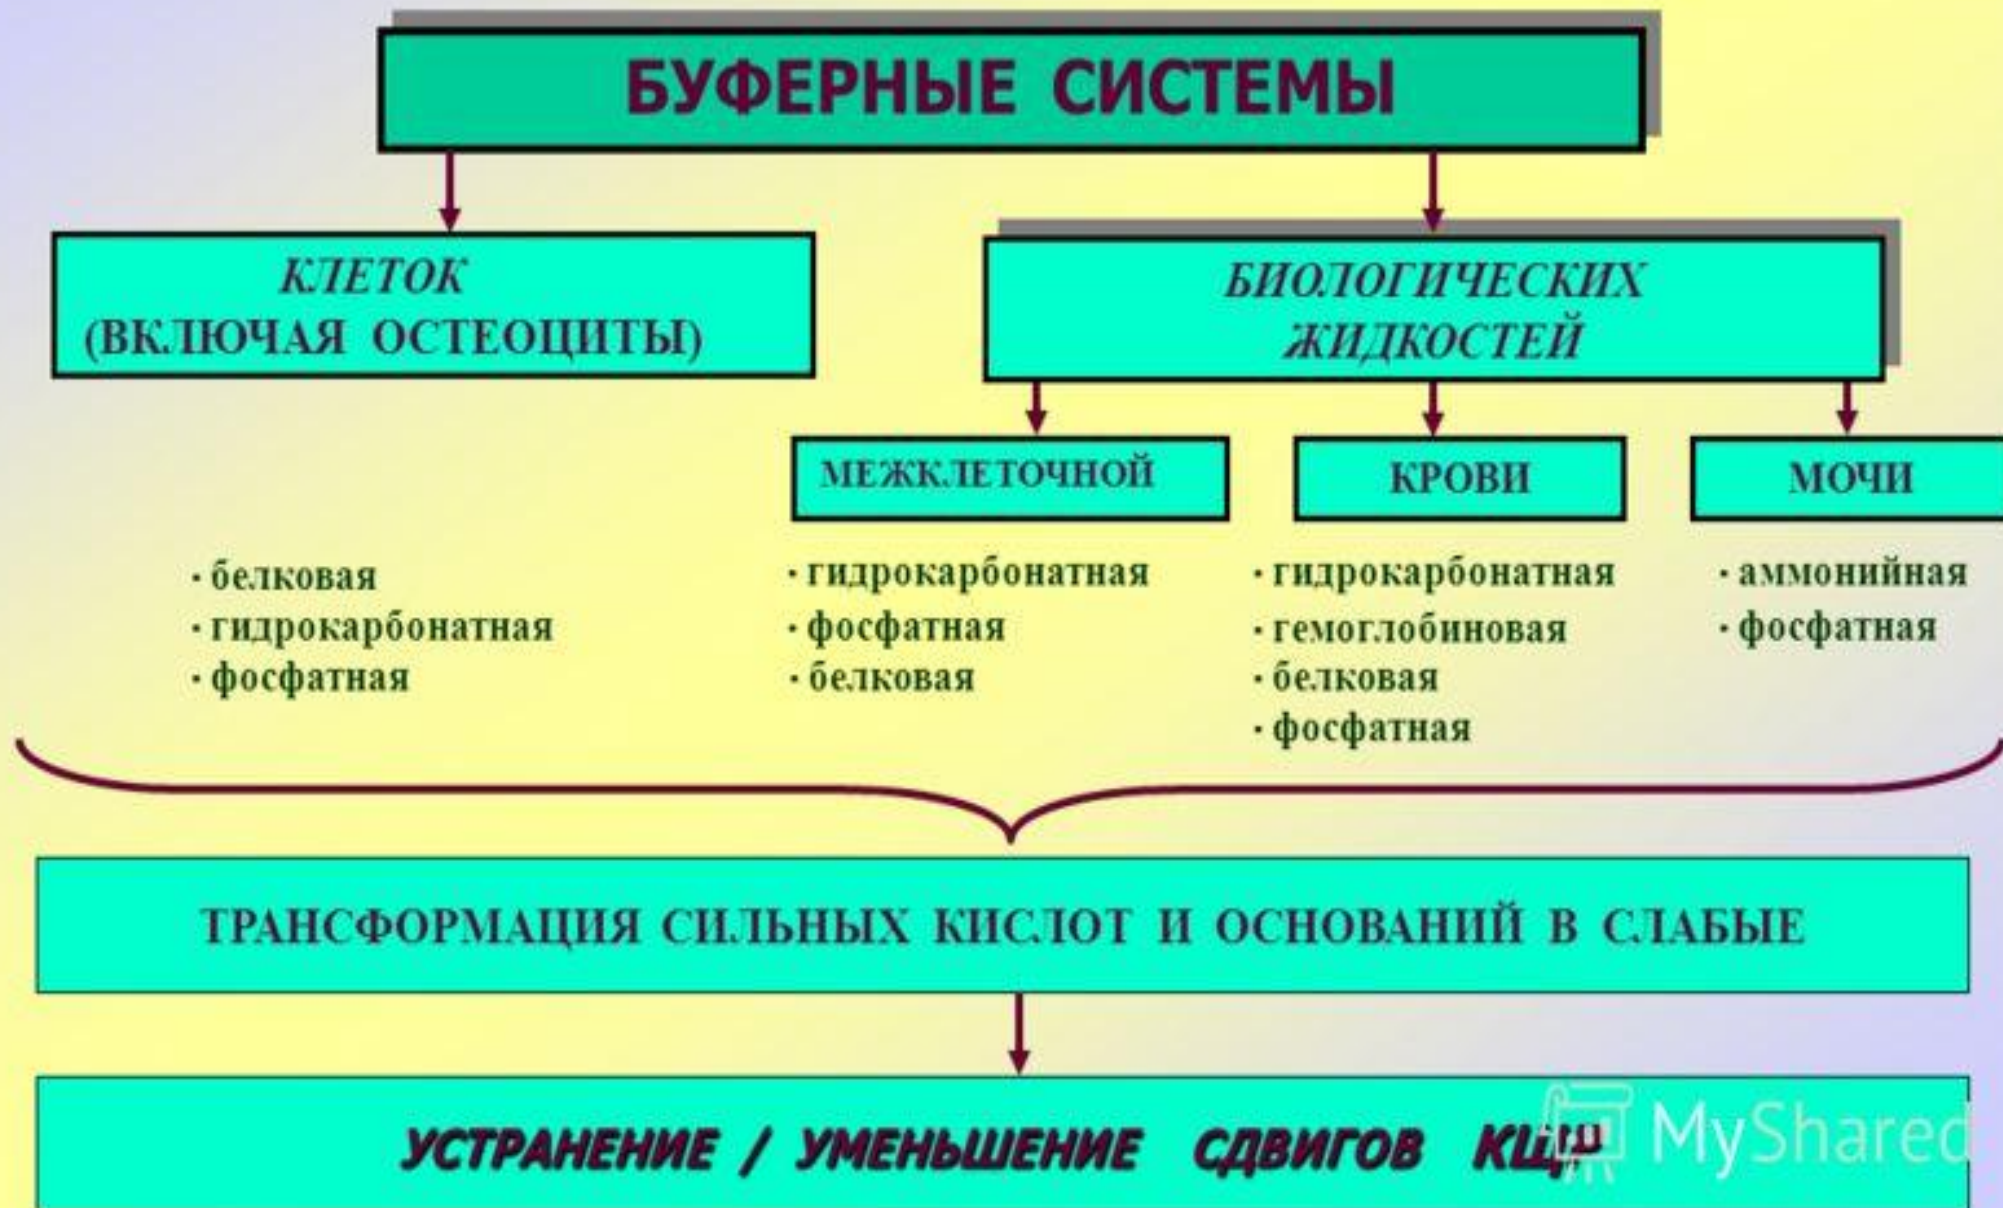 БУФЕРНЫЕ СИСТЕМЫ
КЛЕТОК
(ВКЛЮЧАЯ ОСТЕОЦИТЫ)
БИОЛОГИЧЕСКИХ
ЖИДКОСТЕЙ
МЕЖКЛЕТОЧНОЙ
КРОВИ
МОЧИ
· белковая
· гидрокарбонатная
· фосфатная
· гидрокарбонатная
· фосфатная
· белковая
· гидрокарбонатная
· гемоглобиновая
· белковая
· фосфатная
· аммонийная
· фосфатная
ТРАНСФОРМАЦИЯ СИЛЬНЫХ КИСЛОТ И ОСНОВАНИЙ В СЛАБЫЕ
УСТРАНЕНИЕ / УМЕНЬШЕНИЕ СДВИГОВ КЩР
MyShared